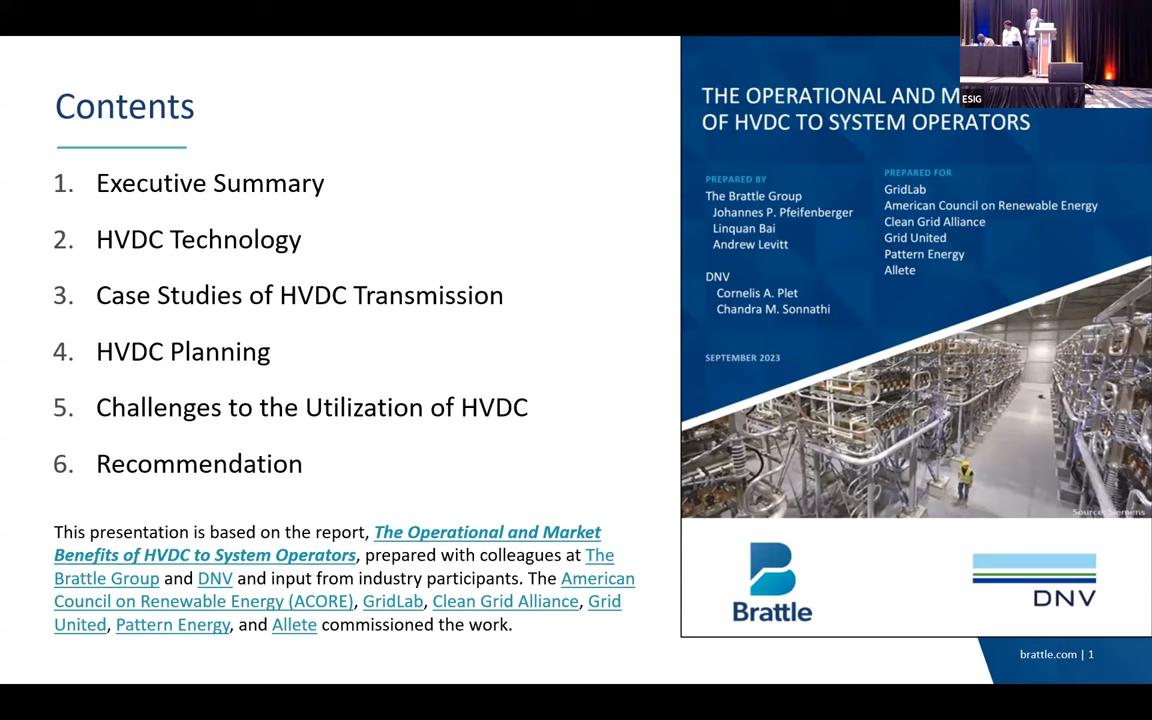 Contents
1. Executive Summary
2. HVDC Technology
3. Case Studies of HVDC Transmission
4. HVDC Planning
5. Challenges to the Utilization of HVDC
6. Recommendation
This presentation is based on the report, The Operational and Market
Benefits of HVDC to System Operators, prepared with colleagues at The
Brattle Group and DNV and input from industry participants. The American
Council on Renewable Energy (ACORE), GridLab, Clean Grid Alliance, Grid
United, Pattern Energy, and Allete commissioned the work.
ESIG
THE OPERATIONAL AND M
OF HVDC TO SYSTEM OPERATORS
PREPARED BY
The Brattle Group
Johannes P. Pfeifenberger
Linquan Bai
Andrew Levitt
DNV
Cornelis A. Plet
Chandra M. Sonnathi
PREPARED FOR
GridLab
American Council on Renewable Energy
Clean Grid Alliance
Grid United
Pattern Energy
Allete
SEPTEMBER 2023
Source: Siemens
Brattle
DNV
brattle.com | 1